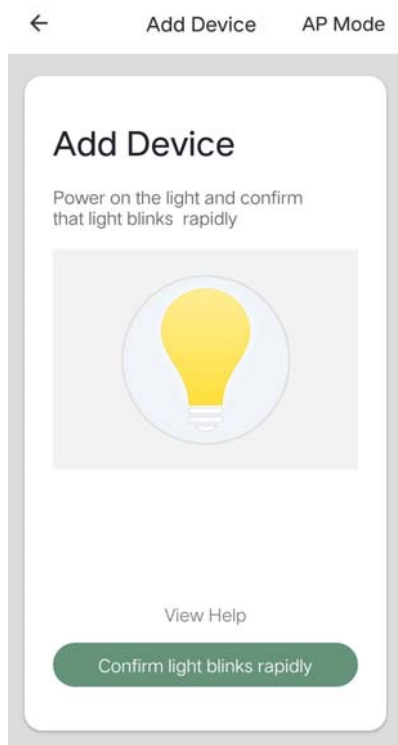 Add Device
AP Mode
Add Device
Power on the light and confirm
that light blinks rapidly
View Help
Confirm light blinks rapidly